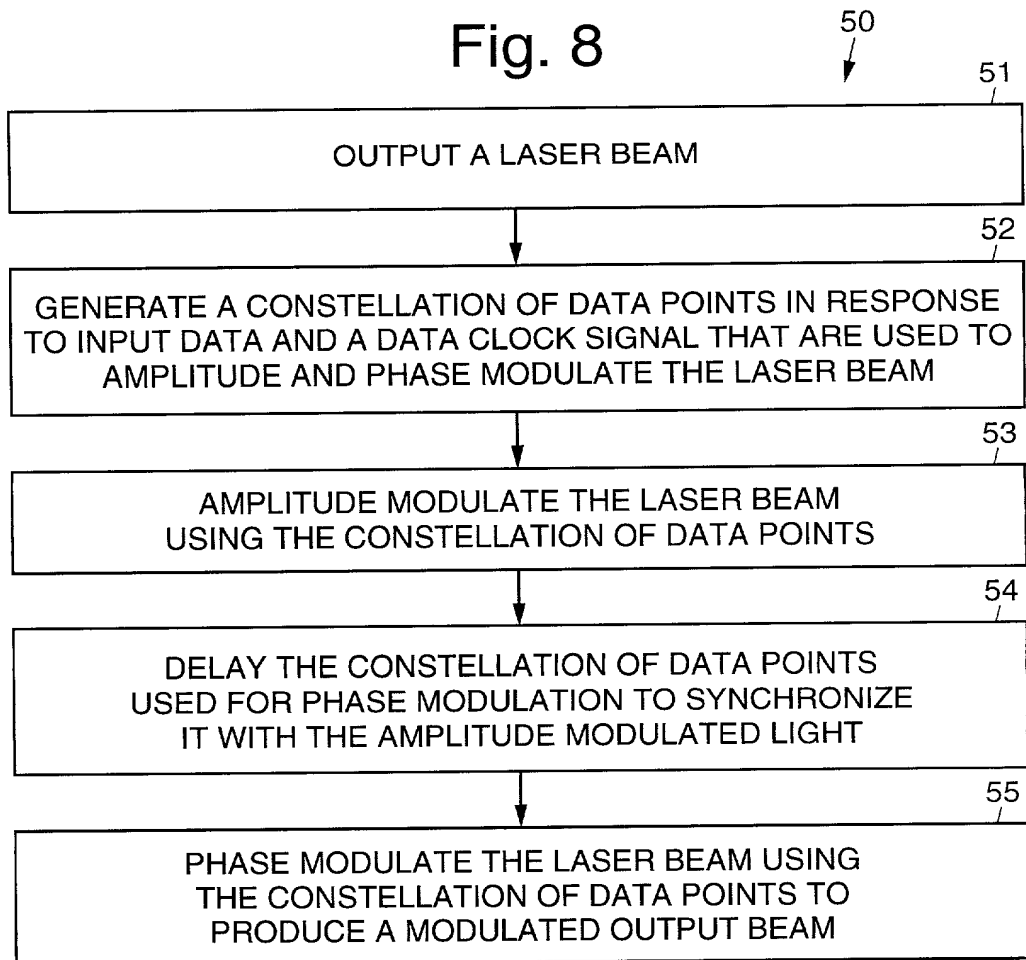 Fig. 8
50
51
OUTPUT A LASER BEAM
52
GENERATE A CONSTELLATION OF DATA POINTS IN RESPONSE
TO INPUT DATA AND A DATA CLOCK SIGNAL THAT ARE USED TO
AMPLITUDE AND PHASE MODULATE THE LASER BEAM
53
AMPLITUDE MODULATE THE LASER BEAM
USING THE CONSTELLATION OF DATA POINTS
54
DELAY THE CONSTELLATION OF DATA POINTS
USED FOR PHASE MODULATION TO SYNCHRONIZE
IT WITH THE AMPLITUDE MODULATED LIGHT
55
PHASE MODULATE THE LASER BEAM USING
THE CONSTELLATION OF DATA POINTS TO
PRODUCE A MODULATED OUTPUT BEAM